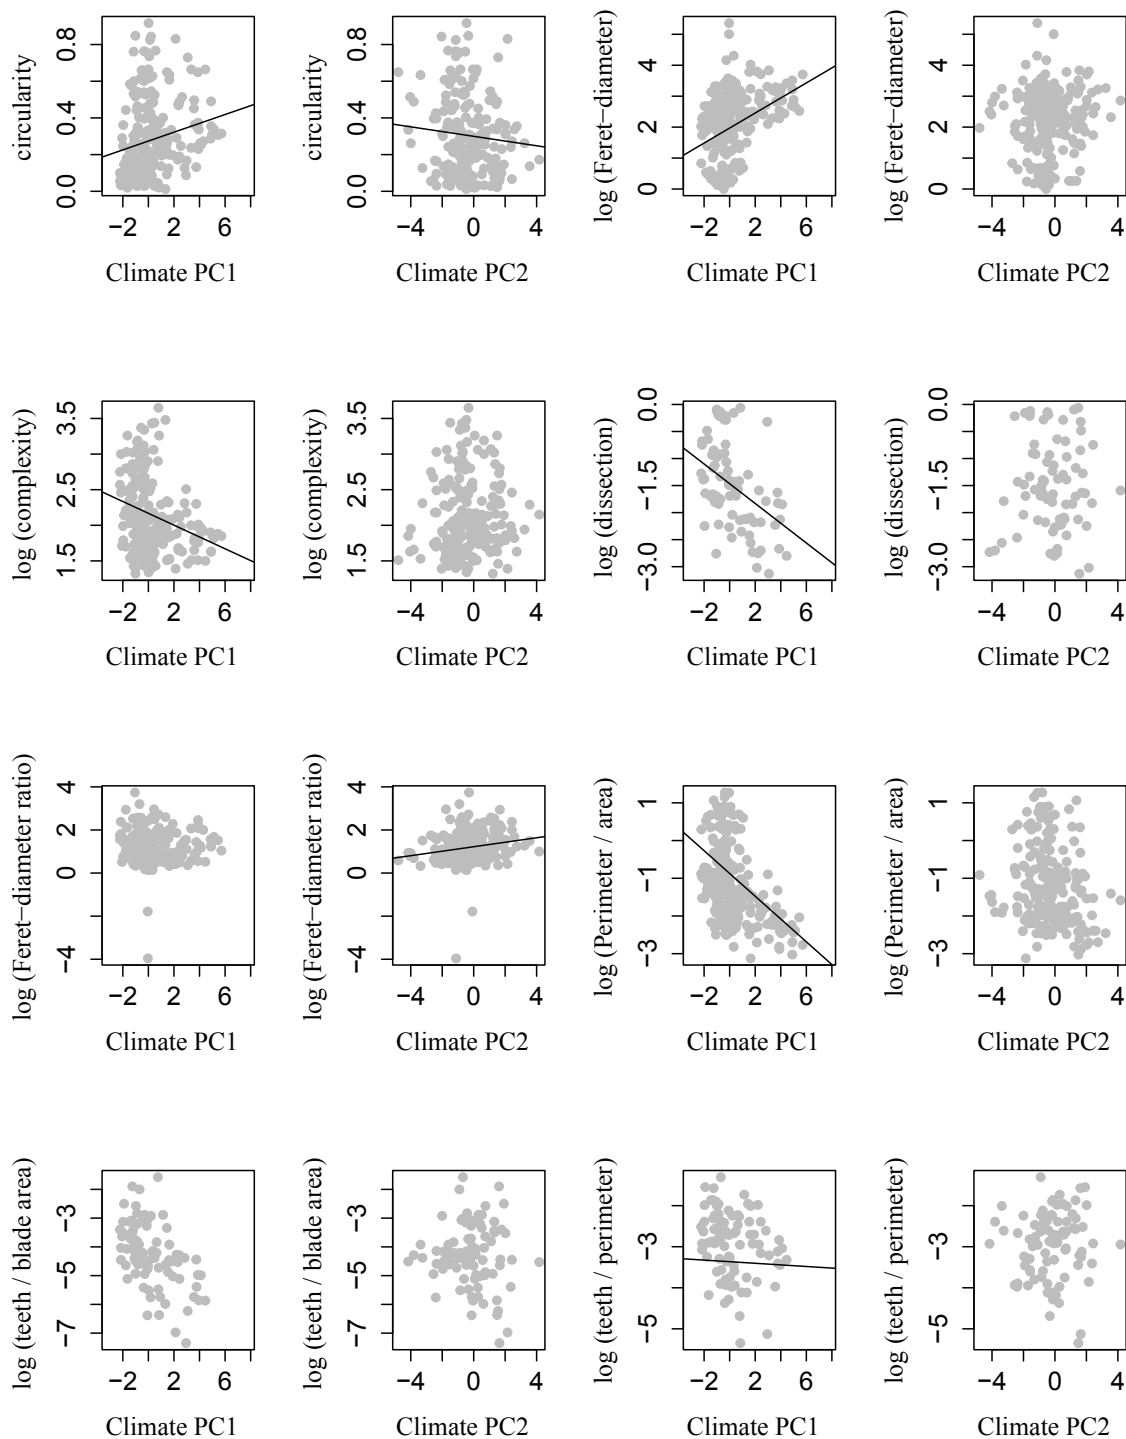 circularity
0.0 0.4 0.8
−2 2 6
Climate PC1
circularity
0.0 0.4 0.8
−4 0 4
Climate PC2
log (Feret−diameter)
0 2 4
−2 2 6
Climate PC1
log (Feret−diameter)
0 2 4
−4 0 4
Climate PC2
log (complexity)
1.5 2.5 3.5
−2 2 6
Climate PC1
log (complexity)
1.5 2.5 3.5
−4 0 4
Climate PC2
log (dissection)
−3.0 −1.5 0.0
−2 2 6
Climate PC1
log (dissection)
−3.0 −1.5 0.0
−4 0 4
Climate PC2
log (Feret−diameter ratio)
−4 0 2 4
−2 2 6
Climate PC1
log (Feret−diameter ratio)
−4 0 2 4
−4 0 4
Climate PC2
log (Perimeter / area)
−3 −1 1
−2 2 6
Climate PC1
log (Perimeter / area)
−3 −1 1
−4 0 4
Climate PC2
log (teeth / blade area)
−7 −5 −3
−2 2 6
Climate PC1
log (teeth / blade area)
−7 −5 −3
−4 0 4
Climate PC2
log (teeth / perimeter)
−5 −3
−2 2 6
Climate PC1
log (teeth / perimeter)
−5 −3
−4 0 4
Climate PC2